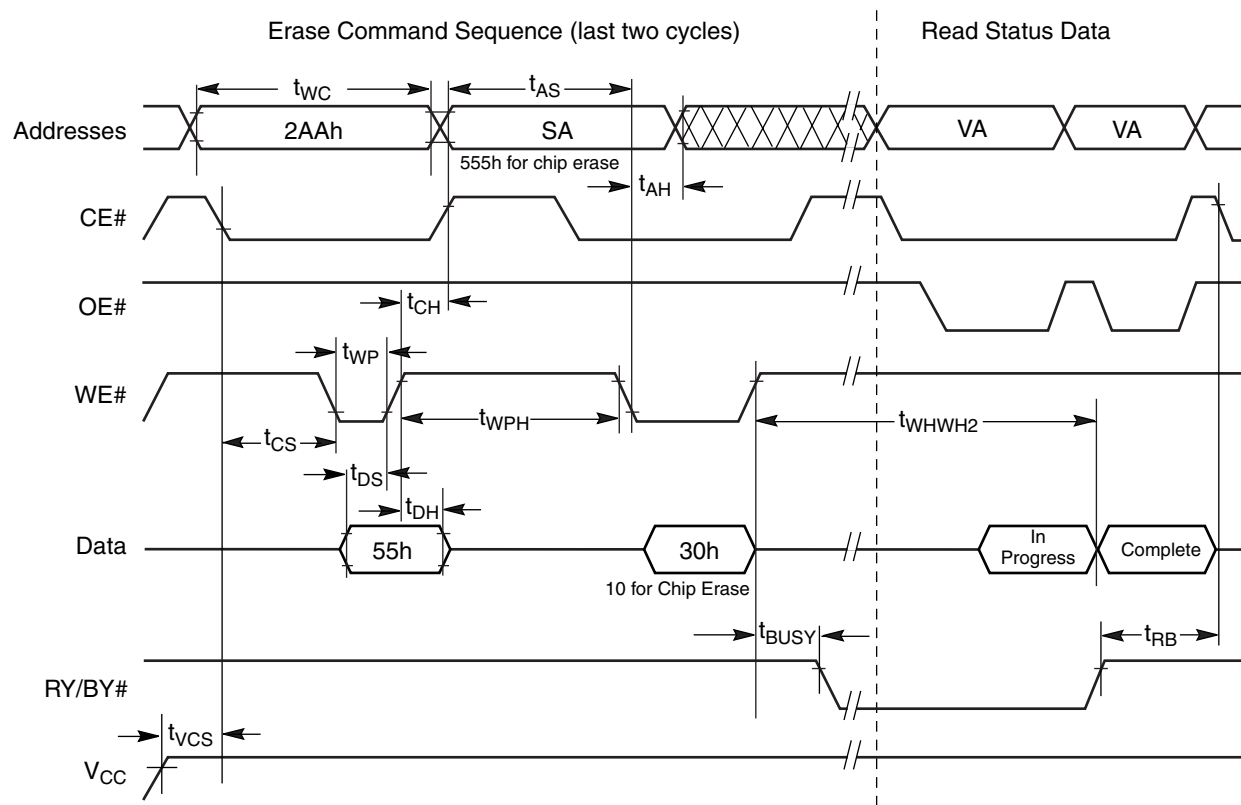 Erase Command Sequence (last two cycles)
Read Status Data
tWC
tAS
Addresses
2AAh
SA
VA
VA
555h for chip erase
tAH
CE#
OE#
tCH
tWP
WE#
tWPH
tWHWH2
tCS
tDS
tDH
Data
55h
30h
In
Progress
Complete
10 for Chip Erase
tBUSY
tRB
RY/BY#
tVCS
VCC